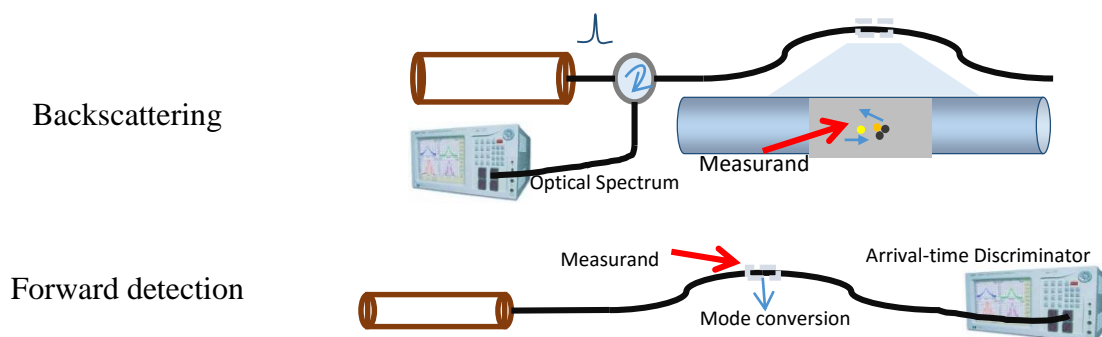 Backscattering
Measurand
Optical Spectrum
Measurand
Arrival-time Discriminator
Forward detection
Mode conversion